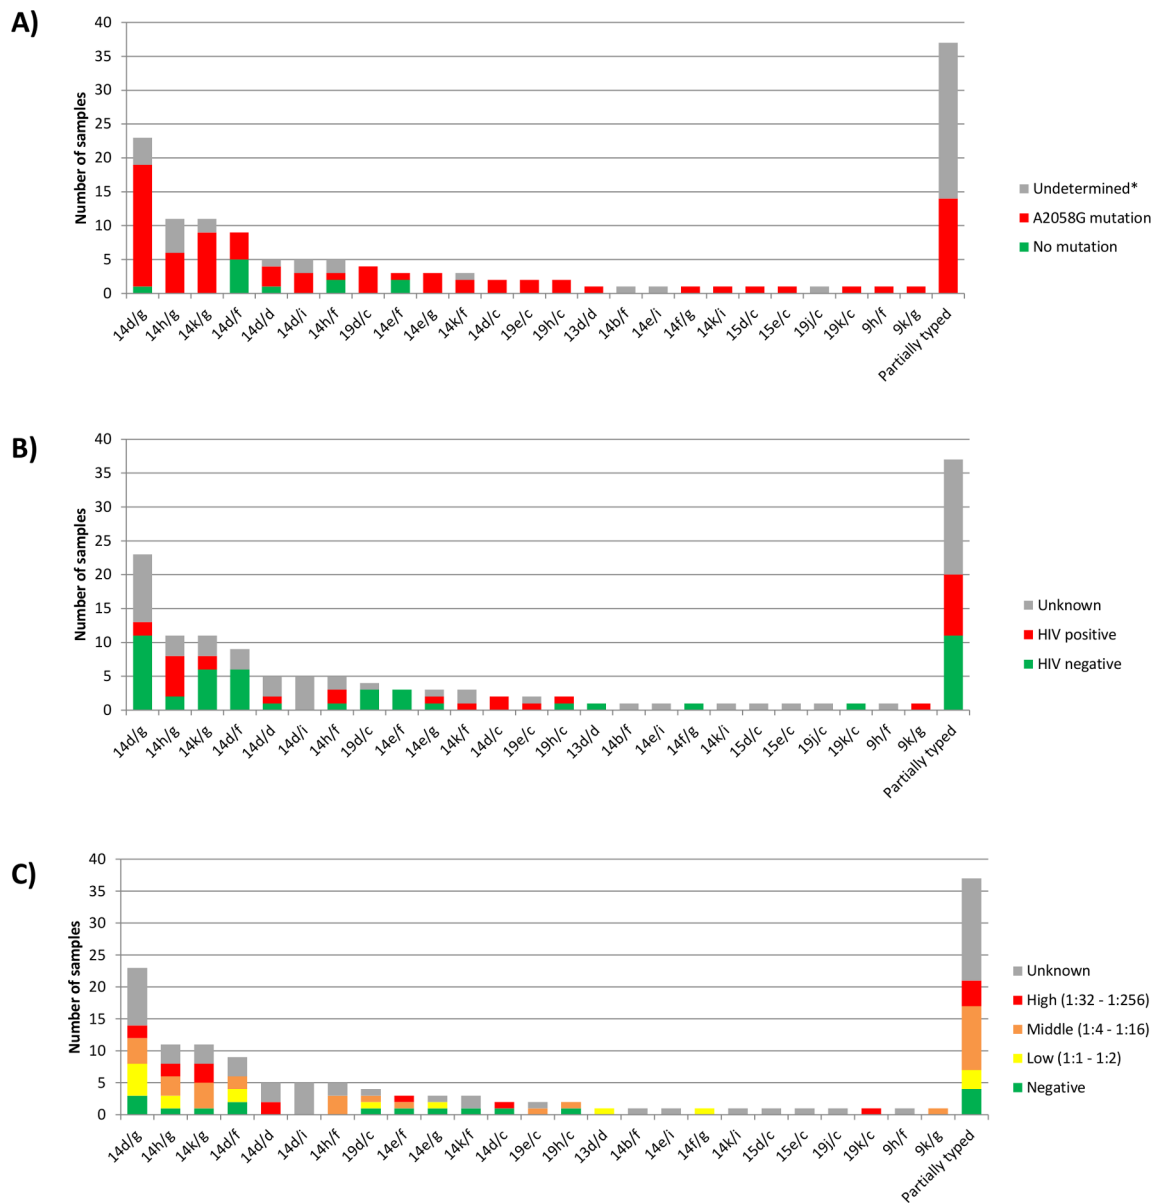 A)
Number of samples
40
35
30
25
20
15
10
5
0
14d/g
14h/g
14k/g
14d/f
14d/d
14d/i
14h/f
19d/c
14e/f
14e/g
14k/f
14d/c
19e/c
19h/c
13d/d
14b/f
14e/i
14f/g
14k/i
15d/c
15e/c
19j/c
19k/c
9h/f
9k/g
Partially typed
Undetermined*
A2058G mutation
No mutation
B)
Number of samples
40
35
30
25
20
15
10
5
0
14d/g
14h/g
14k/g
14d/f
14d/d
14d/i
14h/f
19d/c
14e/f
14e/g
14k/f
14d/c
19e/c
19h/c
13d/d
14b/f
14e/i
14f/g
14k/i
15d/c
15e/c
19j/c
19k/c
9h/f
9k/g
Partially typed
Unknown
HIV positive
HIV negative
C)
Number of samples
40
35
30
25
20
15
10
5
0
14d/g
14h/g
14k/g
14d/f
14d/d
14d/i
14h/f
19d/c
14e/f
14e/g
14k/f
14d/c
19e/c
19h/c
13d/d
14b/f
14e/i
14f/g
14k/i
15d/c
15e/c
19j/c
19k/c
9h/f
9k/g
Partially typed
Unknown
High (1:32 - 1:256)
Middle (1:4 - 1:16)
Low (1:1 - 1:2)
Negative